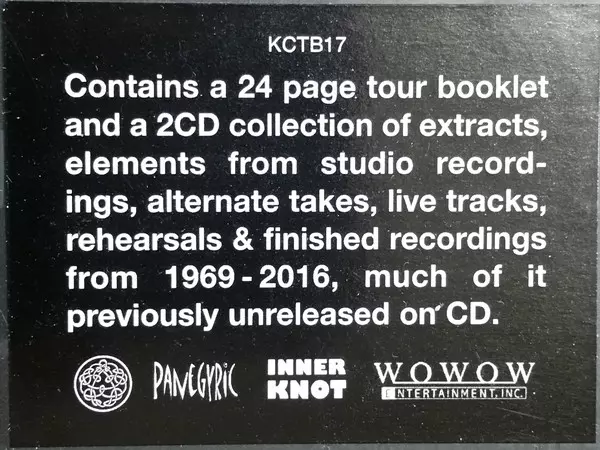 KCTB17
Contains a 24 page tour booklet
and a 2CD collection of extracts,
elements from studio record-
ings, alternate takes, live tracks,
rehearsals & finished recordings
from 1969 - 2016, much of it
previously unreleased on CD.
PANEGYRIC
INNER
KNOT
WOWOW
ENTERTAINMENT, INC.